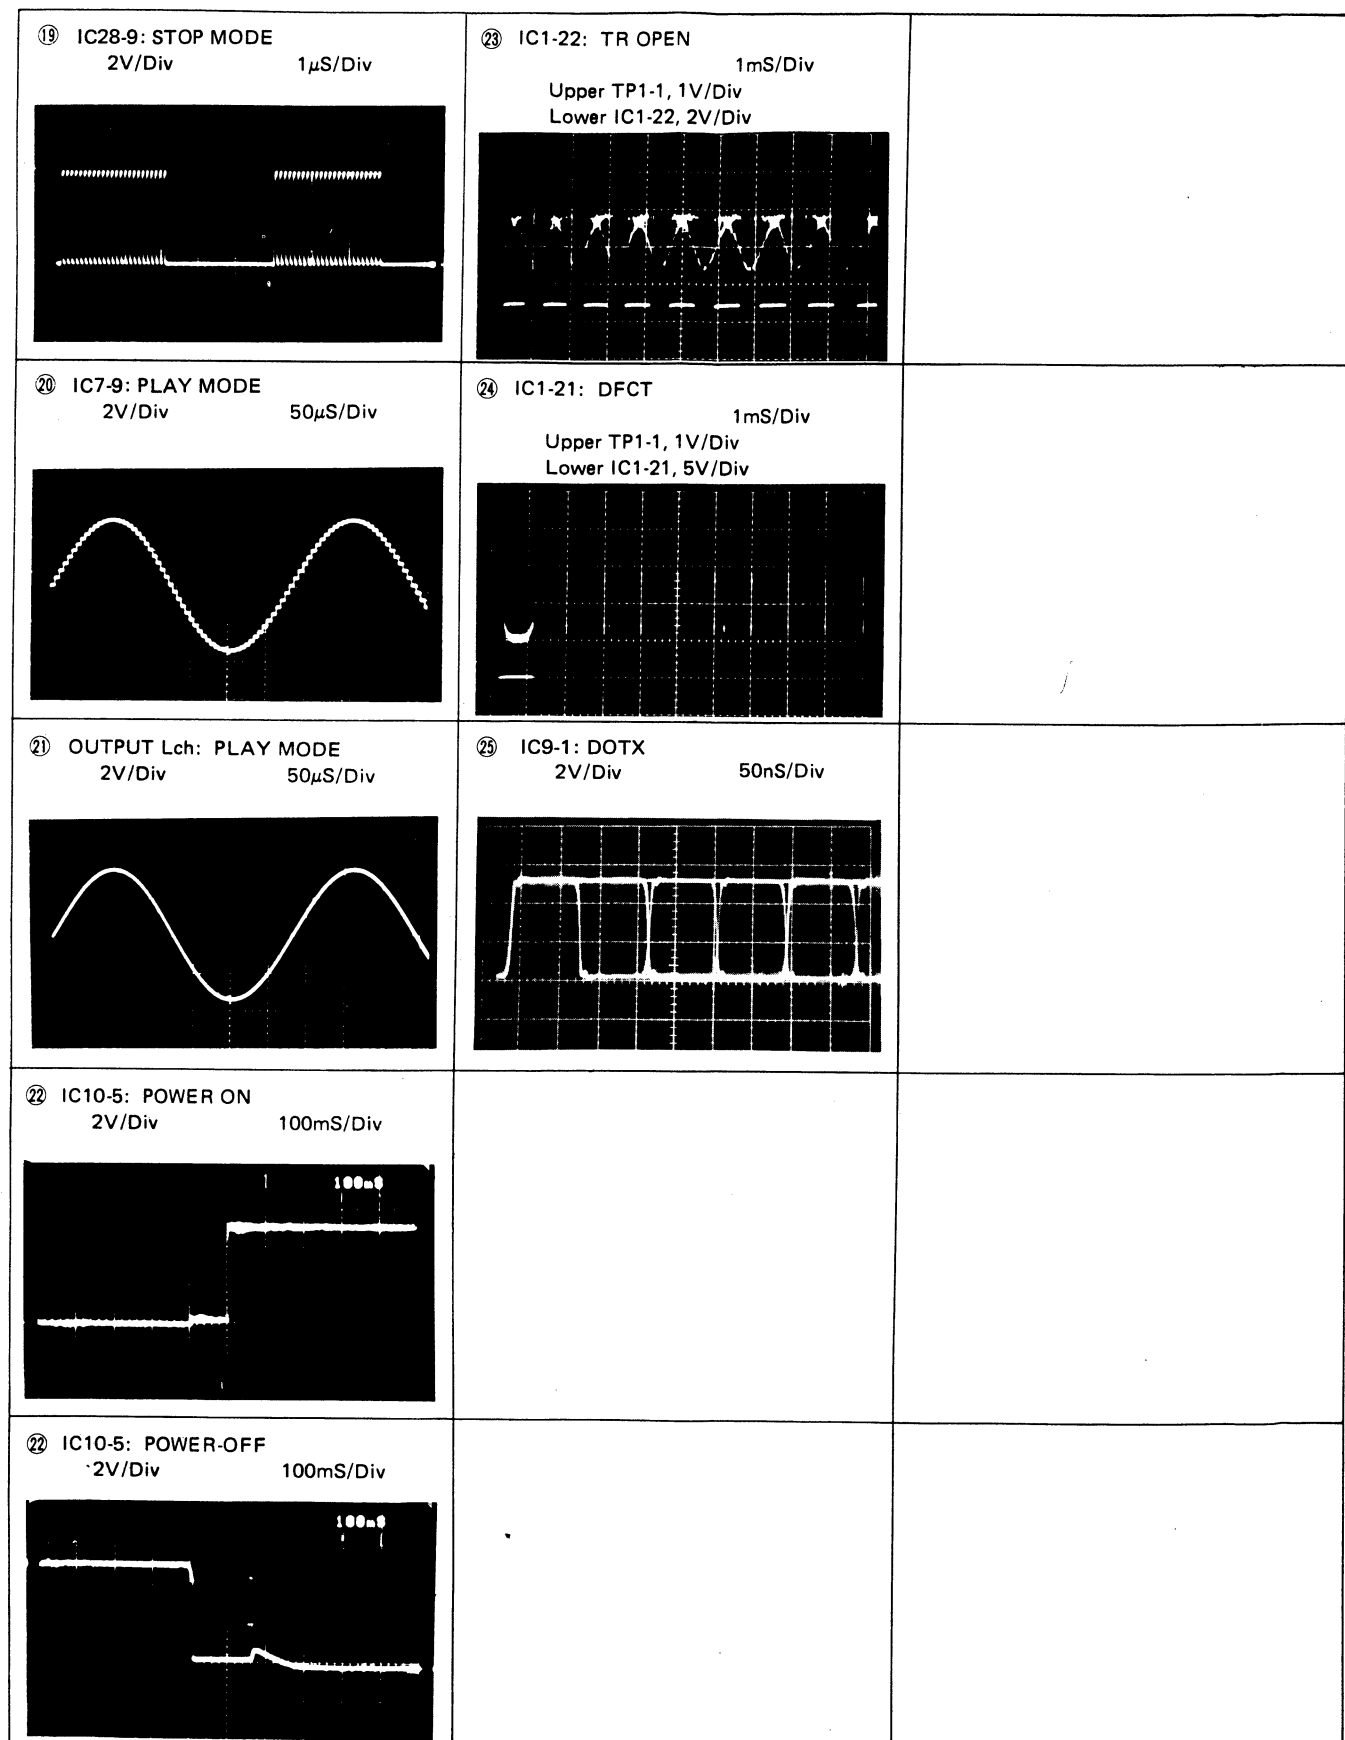 ⑲ IC28-9: STOP MODE
2V/Div 1μS/Div
⑳ IC7-9: PLAY MODE
2V/Div 50μS/Div
㉑ OUTPUT Lch: PLAY MODE
2V/Div 50μS/Div
㉒ IC10-5: POWER ON
2V/Div 100mS/Div
100mS
㉒ IC10-5: POWER-OFF
2V/Div 100mS/Div
100mS
㉓ IC1-22: TR OPEN
1mS/Div
Upper TP1-1, 1V/Div
Lower IC1-22, 2V/Div
㉔ IC1-21: DFCT
1mS/Div
Upper TP1-1, 1V/Div
Lower IC1-21, 5V/Div
㉕ IC9-1: DOTX
2V/Div 50nS/Div